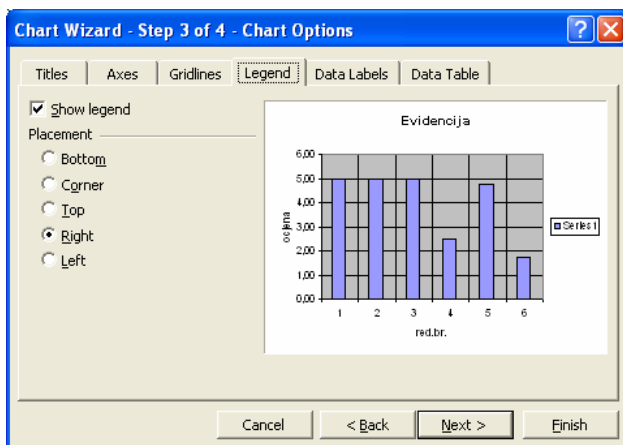 Chart Wizard - Step 3 of 4 - Chart Options
Titles
Axes
Gridlines
Legend
Data Labels
Data Table
Show legend
Placement
Bottom
Corner
Top
Right
Left
Evidencija
6,00
5,00
4,00
3,00
2,00
1,00
0,00
ocjena
1 2 3 4 5 6
red.br.
Series1
Cancel
< Back
Next >
Finish